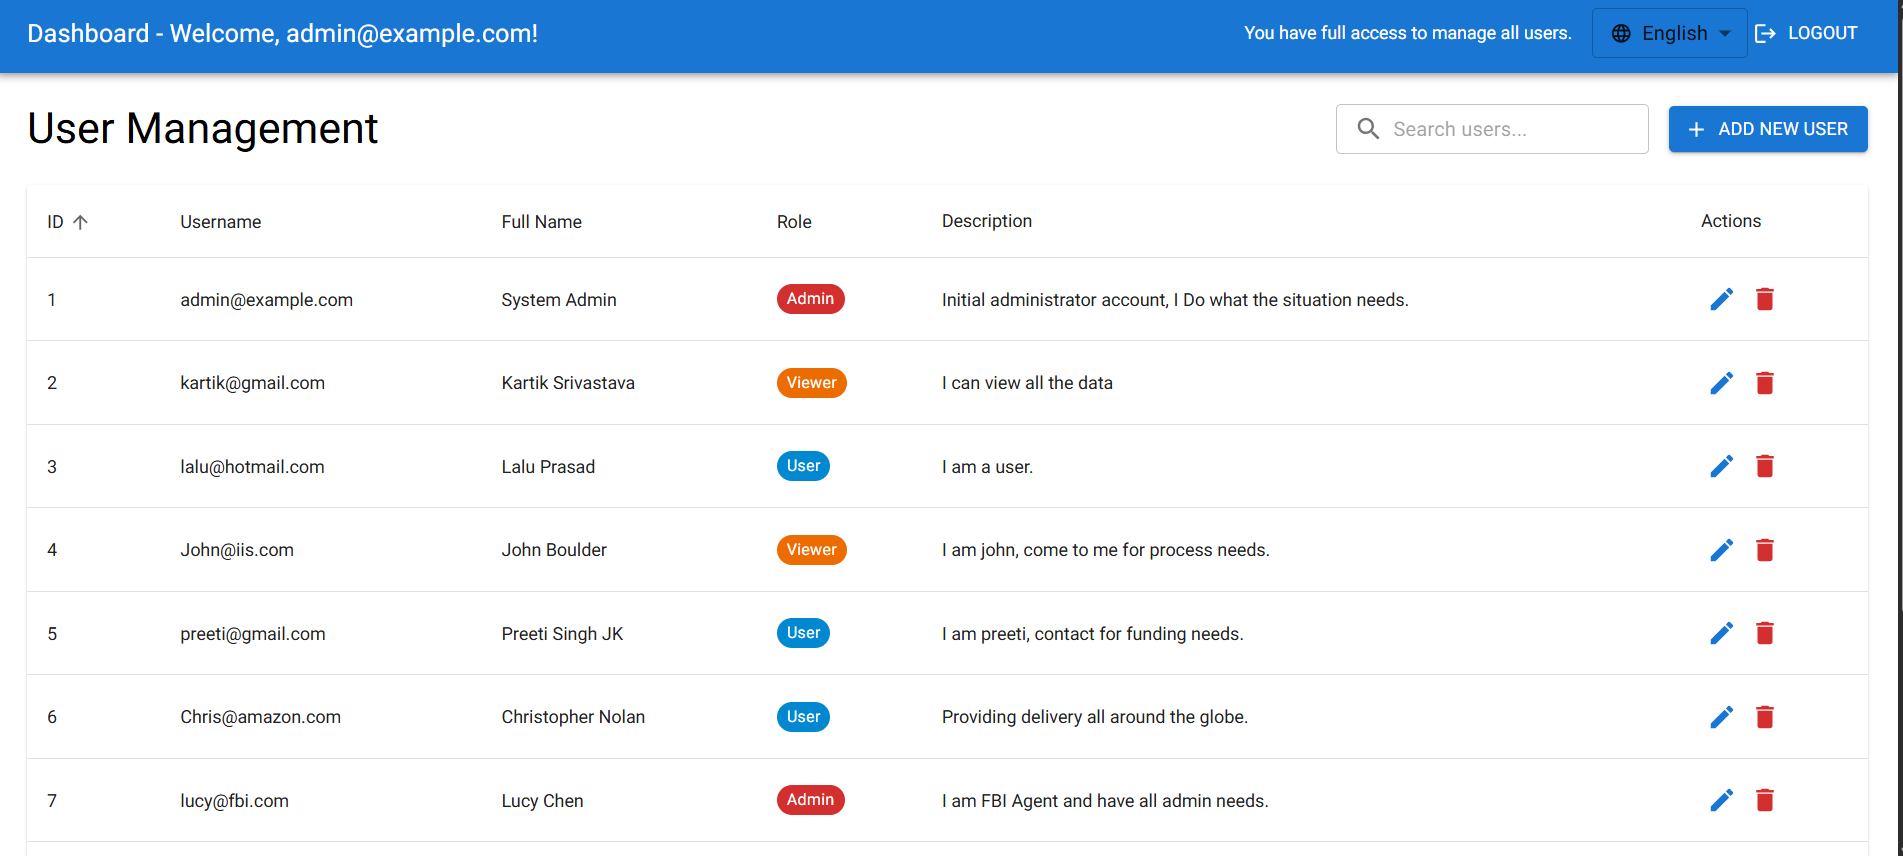 Dashboard - Welcome, admin@example.com! You have full access to manage all users. English LOGOUT
User Management Search users... ADD NEW USER
ID Username Full Name Role Description Actions
1 admin@example.com System Admin Admin Initial administrator account, I Do what the situation needs.
2 kartik@gmail.com Kartik Srivastava Viewer I can view all the data
3 lalu@hotmail.com Lalu Prasad User I am a user.
4 John@iis.com John Boulder Viewer I am john, come to me for process needs.
5 preeti@gmail.com Preeti Singh JK User I am preeti, contact for funding needs.
6 Chris@amazon.com Christopher Nolan User Providing delivery all around the globe.
7 lucy@fbi.com Lucy Chen Admin I am FBI Agent and have all admin needs.